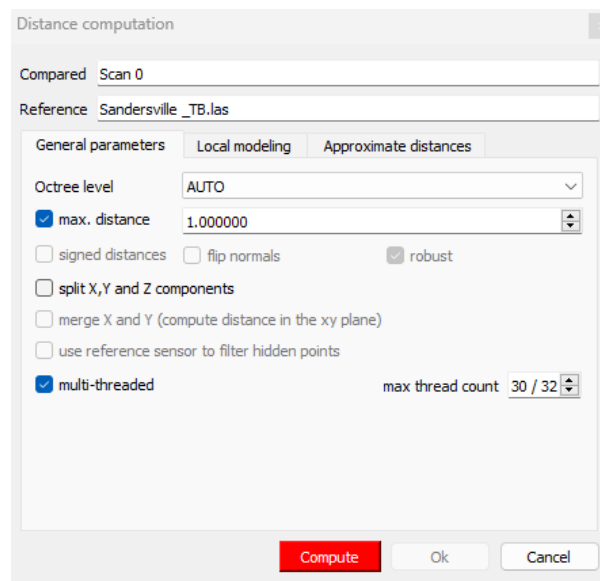 Distance computation
Compared Scan 0
Reference Sandersville _TB.las
General parameters Local modeling Approximate distances
Octree level AUTO
max. distance 1.000000
signed distances flip normals robust
split X,Y and Z components
merge X and Y (compute distance in the xy plane)
use reference sensor to filter hidden points
multi-threaded max thread count 30 / 32
Compute Ok Cancel